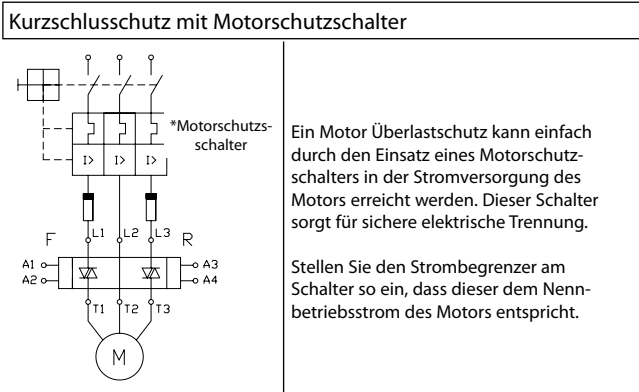 Kurzschlusschutz mit Motorschutzschalter
*Motorschutzs-
schalter
I> I> I>
F L1 L2 L3 R
A1 A3
A2 A4
T1 T2 T3
M
Ein Motor Überlastschutz kann einfach
durch den Einsatz eines Motorschutz-
schalters in der Stromversorgung des
Motors erreicht werden. Dieser Schalter
sorgt für sichere elektrische Trennung.
Stellen Sie den Strombegrenzer am
Schalter so ein, dass dieser dem Nenn-
betriebsstrom des Motors entspricht.